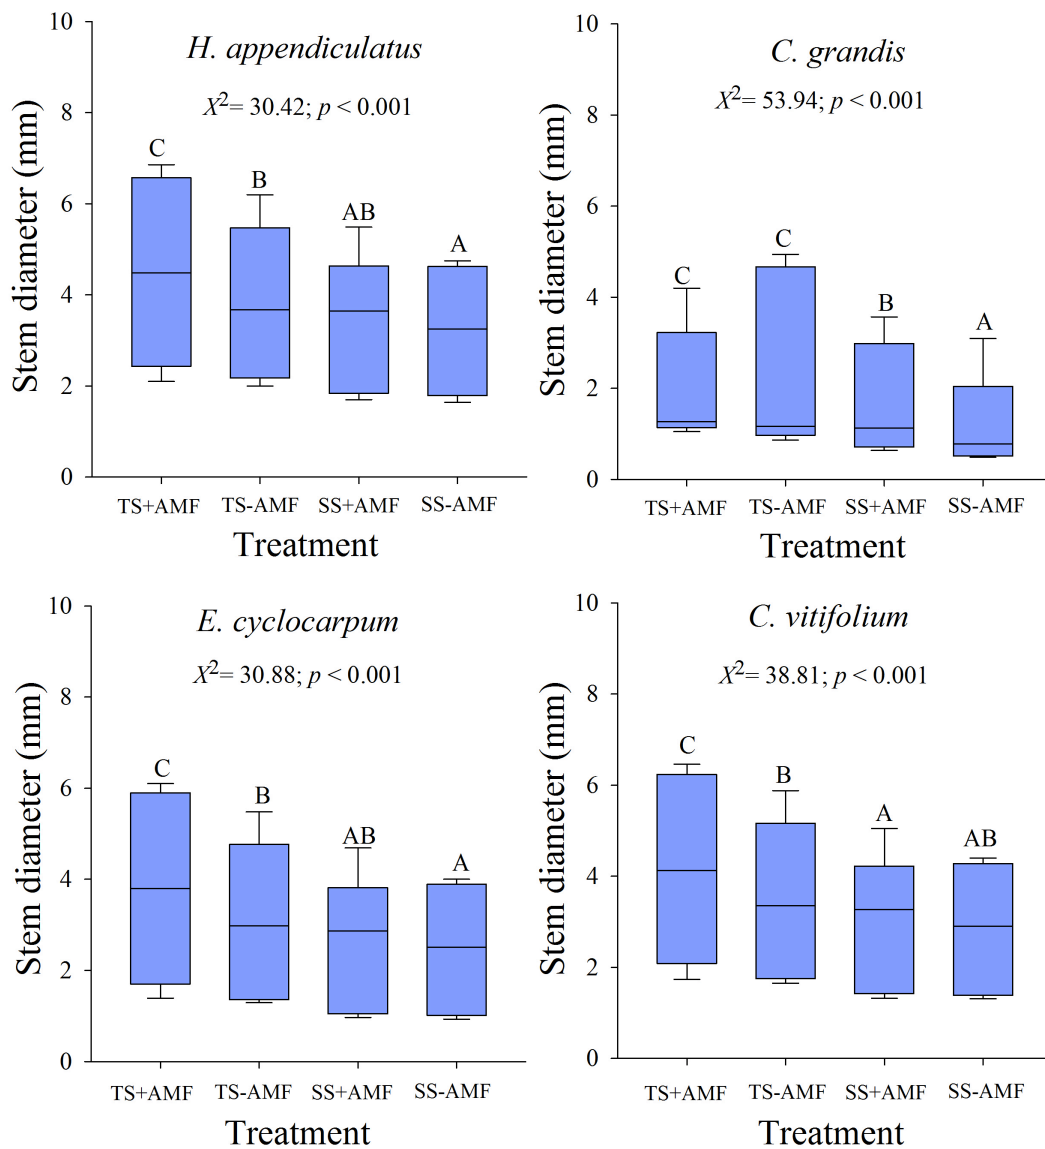 H. appendiculatus
X²= 30.42; p < 0.001
Stem diameter (mm)
10
8
6
4
2
0
C
B
AB
A
TS+AMF TS-AMF SS+AMF SS-AMF
Treatment
C. grandis
X²= 53.94; p < 0.001
Stem diameter (mm)
10
8
6
4
2
0
C
C
B
A
TS+AMF TS-AMF SS+AMF SS-AMF
Treatment
E. cyclocarpum
X²= 30.88; p < 0.001
Stem diameter (mm)
10
8
6
4
2
0
C
B
AB
A
TS+AMF TS-AMF SS+AMF SS-AMF
Treatment
C. vitifolium
X²= 38.81; p < 0.001
Stem diameter (mm)
10
8
6
4
2
0
C
B
A
AB
TS+AMF TS-AMF SS+AMF SS-AMF
Treatment